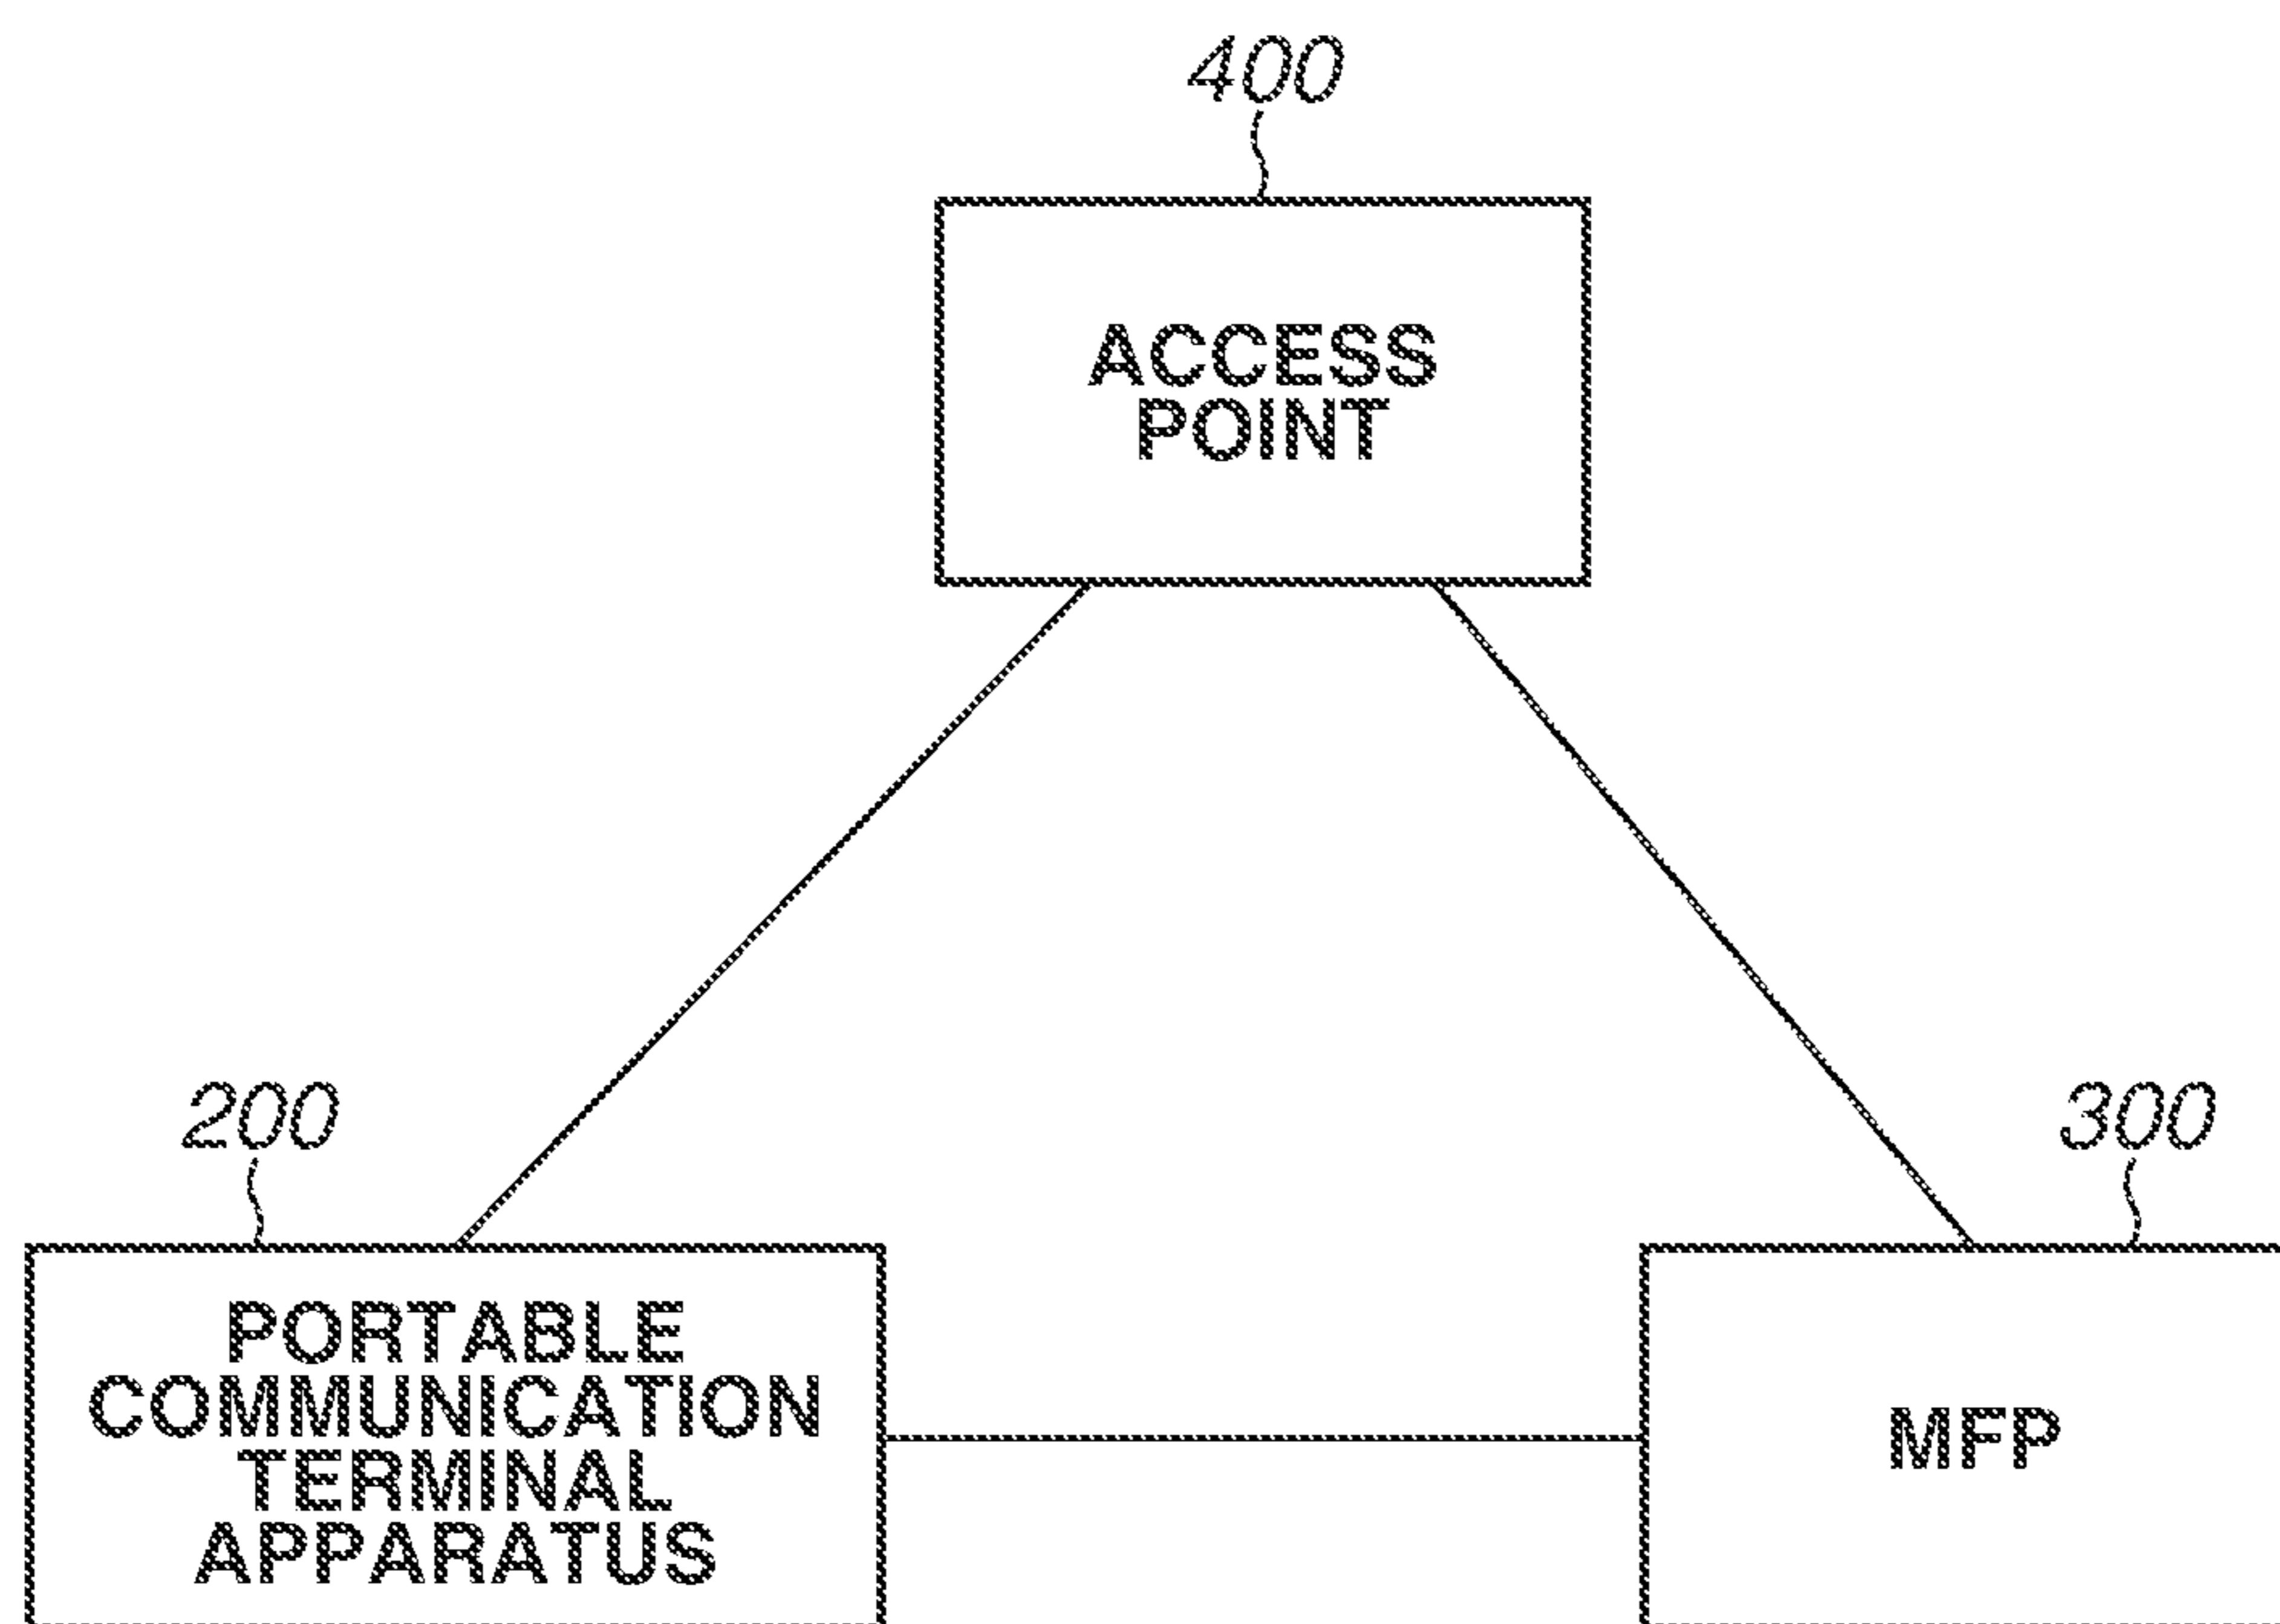 400
ACCESS
POINT
200
300
PORTABLE
COMMUNICATION
TERMINAL
APPARATUS
MFP